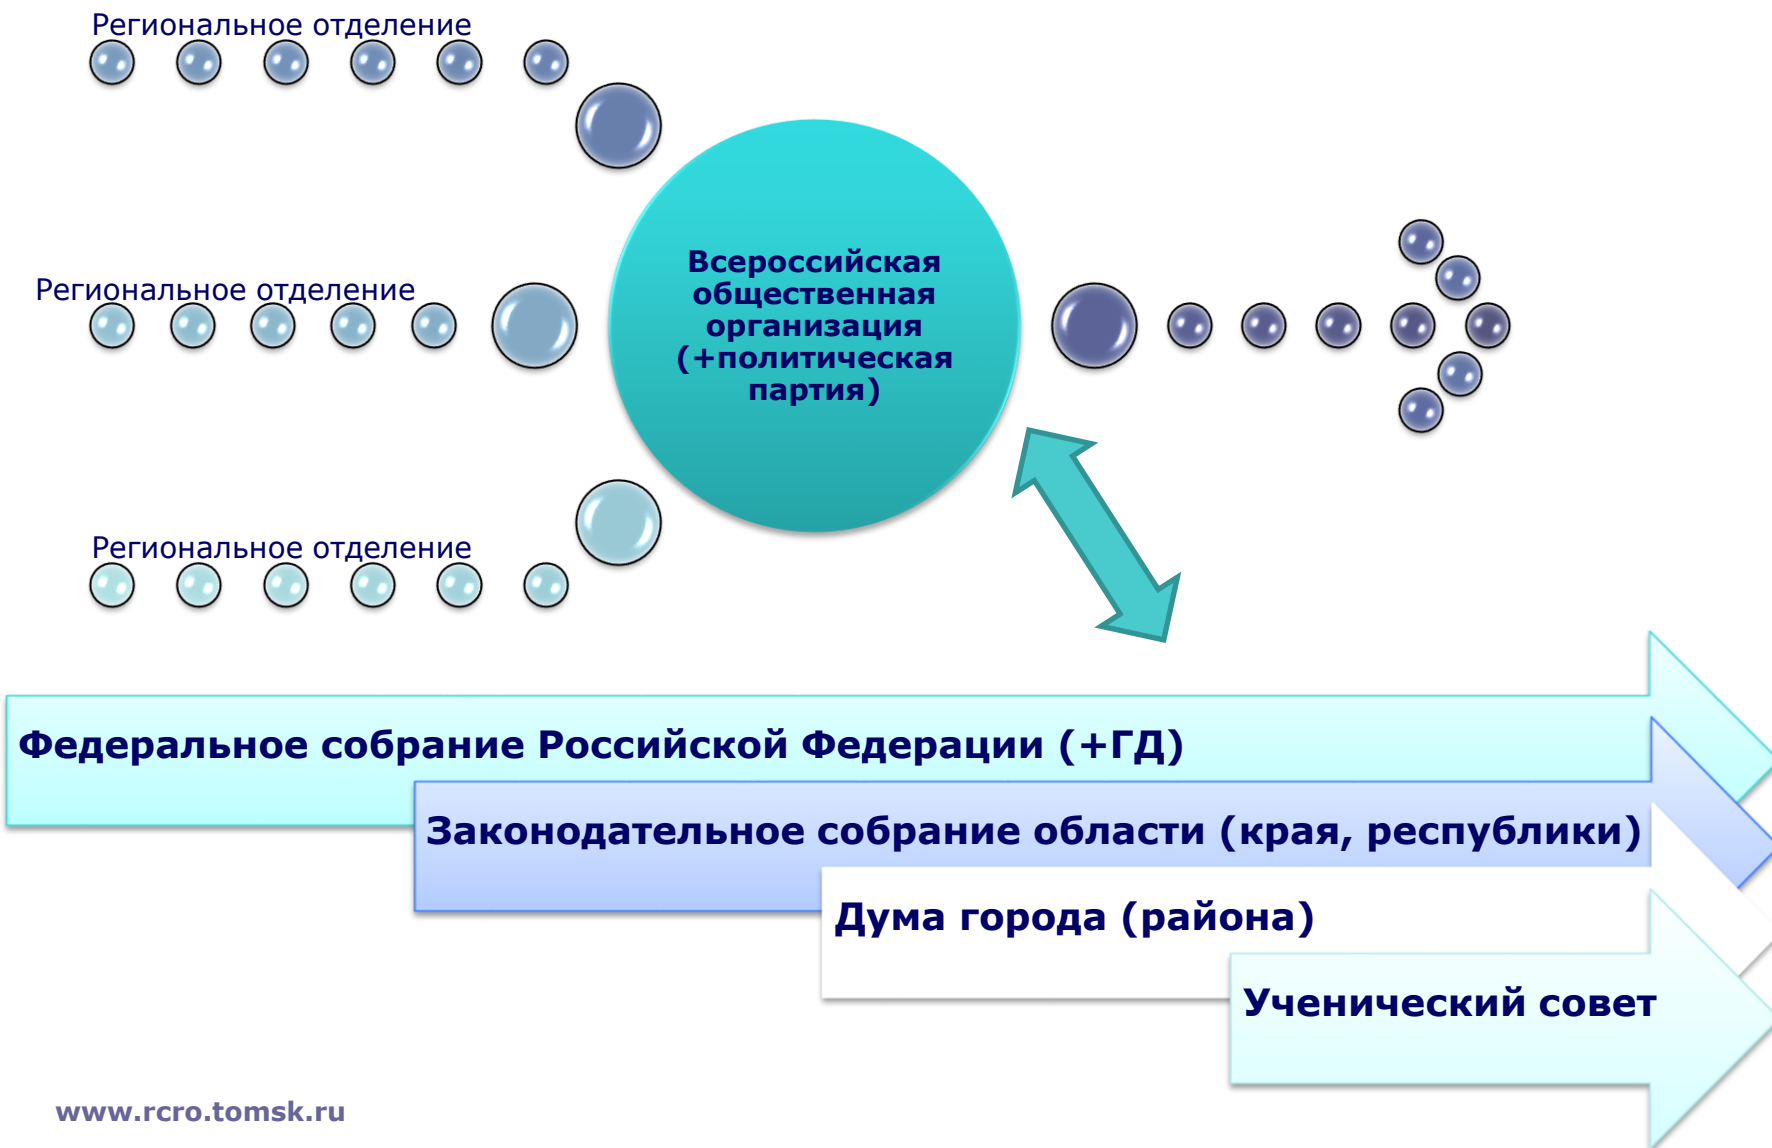 Региональное отделение
Региональное отделение
Всероссийская
общественная
организация
(+политическая
партия)
Региональное отделение
Федеральное собрание Российской Федерации (+ГД)
Законодательное собрание области (края, республики)
Дума города (района)
Ученический совет
www.rcro.tomsk.ru